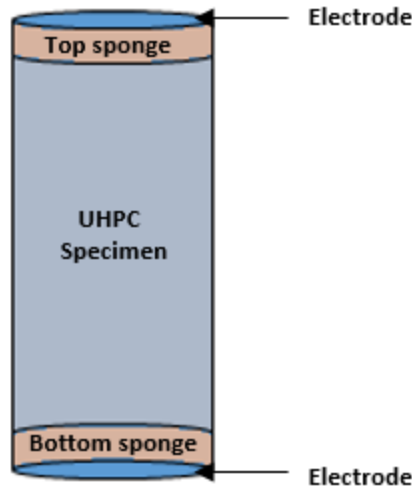 Electrode
Top sponge
UHPC
Specimen
Bottom sponge
Electrode